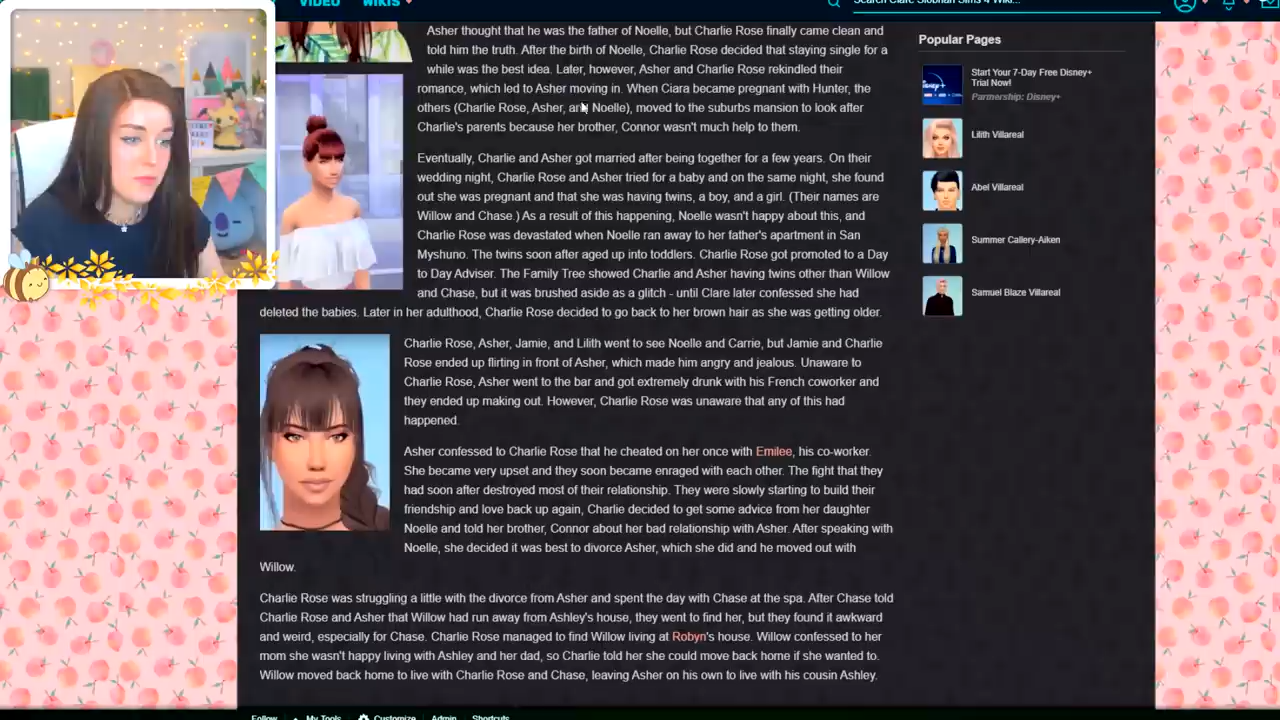 VIDEO WIKIS Search Clare Siobhan Sims 4 Wiki...
Asher thought that he was the father of Noelle, but Charlie Rose finally came clean and
told him the truth. After the birth of Noelle, Charlie Rose decided that staying single for a
while was the best idea. Later, however, Asher and Charlie Rose rekindled their
romance, which led to Asher moving in. When Ciara became pregnant with Hunter, the
others (Charlie Rose, Asher, and Noelle), moved to the suburbs mansion to look after
Charlie's parents because her brother, Connor wasn't much help to them.
Eventually, Charlie and Asher got married after being together for a few years. On their
wedding night, Charlie Rose and Asher tried for a baby and on the same night, she found
out she was pregnant and that she was having twins, a boy, and a girl. (Their names are
Willow and Chase.) As a result of this happening, Noelle wasn't happy about this, and
Charlie Rose was devastated when Noelle ran away to her father's apartment in San
Myshuno. The twins soon after aged up into toddlers. Charlie Rose got promoted to a Day
to Day Adviser. The Family Tree showed Charlie and Asher having twins other than Willow
and Chase, but it was brushed aside as a glitch - until Clare later confessed she had
deleted the babies. Later in her adulthood, Charlie Rose decided to go back to her brown hair as she was getting older.
Charlie Rose, Asher, Jamie, and Lilith went to see Noelle and Carrie, but Jamie and Charlie
Rose ended up flirting in front of Asher, which made him angry and jealous. Unaware to
Charlie Rose, Asher went to the bar and got extremely drunk with his French coworker and
they ended up making out. However, Charlie Rose was unaware that any of this had
happened.
Asher confessed to Charlie Rose that he cheated on her once with Emilee, his co-worker.
She became very upset and they soon became enraged with each other. The fight that they
had soon after destroyed most of their relationship. They were slowly starting to build their
friendship and love back up again, Charlie decided to get some advice from her daughter
Noelle and told her brother, Connor about her bad relationship with Asher. After speaking with
Noelle, she decided it was best to divorce Asher, which she did and he moved out with
Willow.
Charlie Rose was struggling a little with the divorce from Asher and spent the day with Chase at the spa. After Chase told
Charlie Rose and Asher that Willow had run away from Ashley's house, they went to find her, but they found it awkward
and weird, especially for Chase. Charlie Rose managed to find Willow living at Robyn's house. Willow confessed to her
mom she wasn't happy living with Ashley and her dad, so Charlie told her she could move back home if she wanted to.
Willow moved back home to live with Charlie Rose and Chase, leaving Asher on his own to live with his cousin Ashley.
Popular Pages
Disney+
Start Your 7-Day Free Disney+
Trial Now!
Partnership: Disney+
Lilith Villareal
Abel Villareal
Summer Callery-Aiken
Samuel Blaze Villareal
Follow My Tools Customize Admin Shortcuts